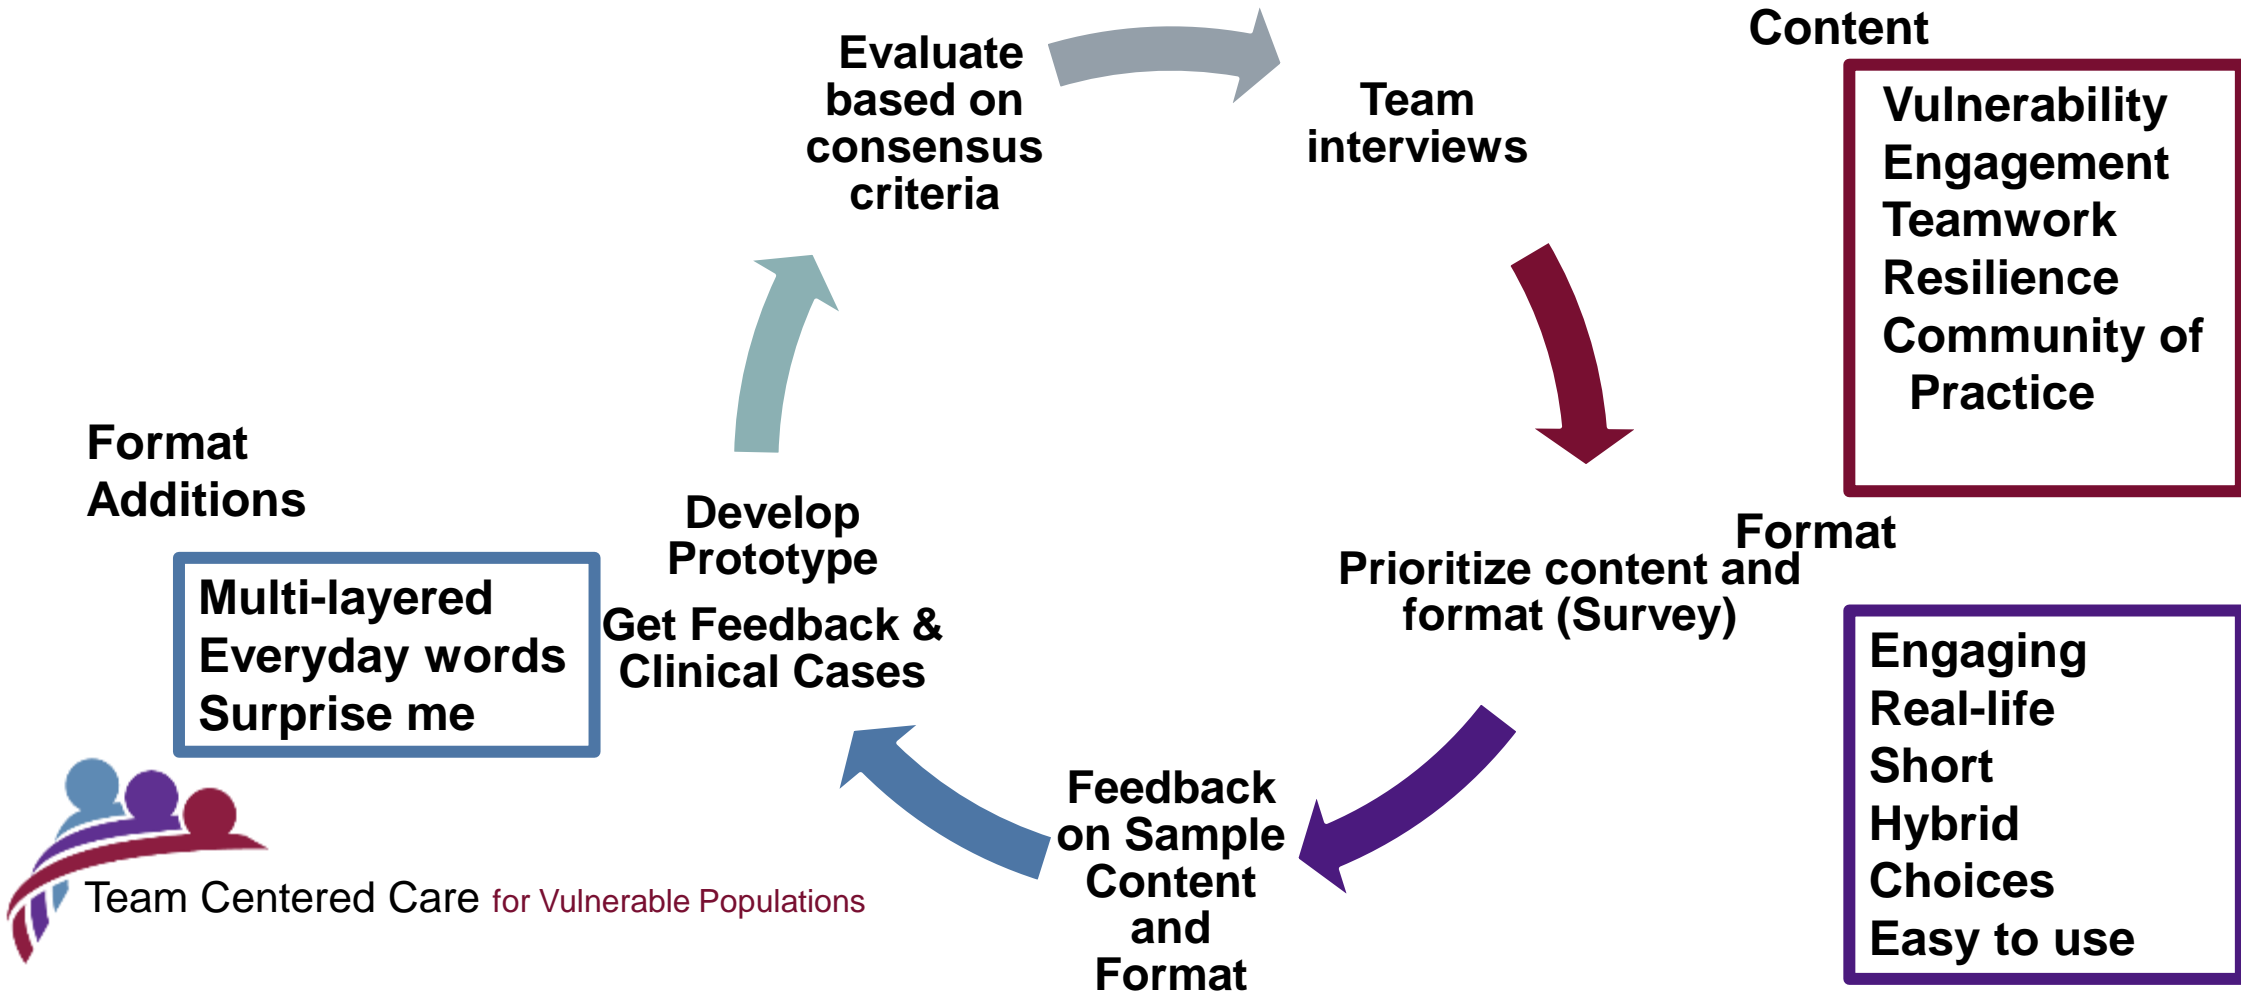 Evaluate
based on
consensus
criteria
Team
interviews
Content
Vulnerability
Engagement
Teamwork
Resilience
Community of
Practice
Format
Prioritize content and
format (Survey)
Engaging
Real-life
Short
Hybrid
Choices
Easy to use
Feedback
on Sample
Content
and
Format
Develop
Prototype
Get Feedback &
Clinical Cases
Format
Additions
Multi-layered
Everyday words
Surprise me
Team Centered Care for Vulnerable Populations